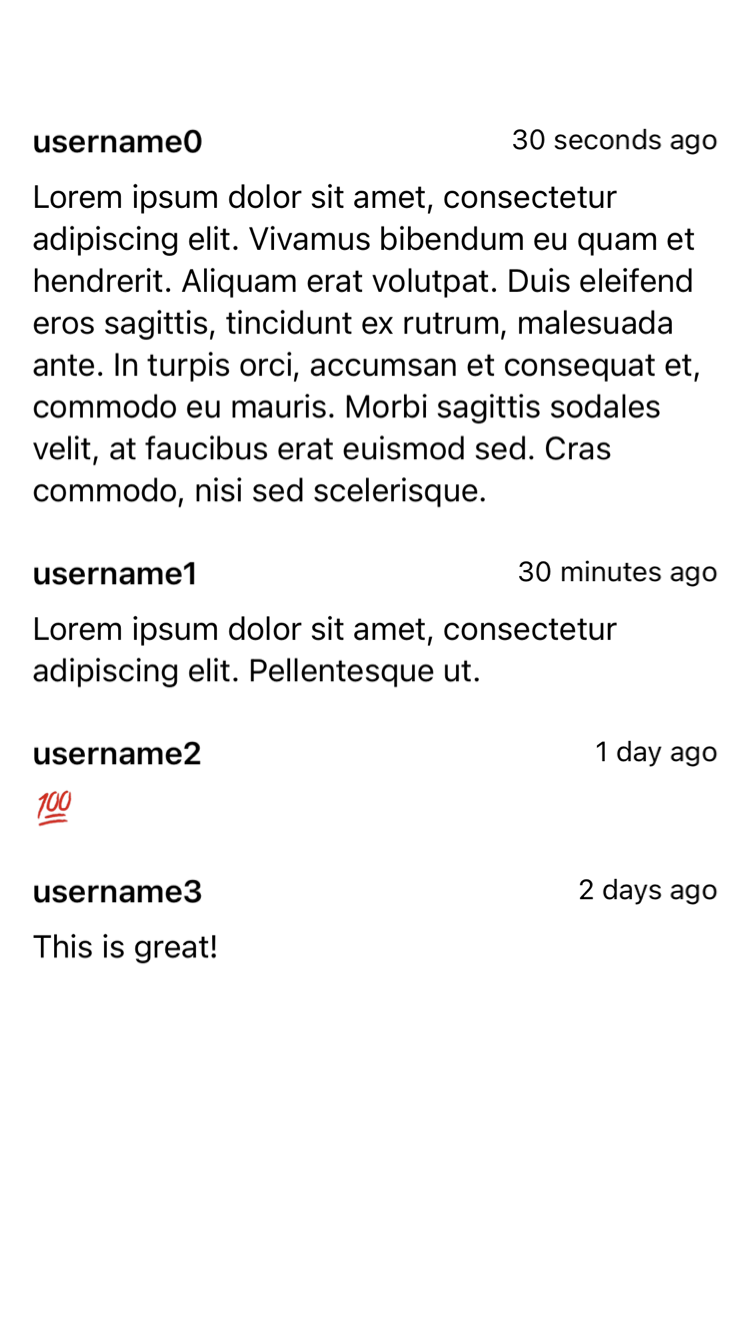 username0 30 seconds ago
Lorem ipsum dolor sit amet, consectetur
adipiscing elit. Vivamus bibendum eu quam et
hendrerit. Aliquam erat volutpat. Duis eleifend
eros sagittis, tincidunt ex rutrum, malesuada
ante. In turpis orci, accumsan et consequat et,
commodo eu mauris. Morbi sagittis sodales
velit, at faucibus erat euismod sed. Cras
commodo, nisi sed scelerisque.
username1 30 minutes ago
Lorem ipsum dolor sit amet, consectetur
adipiscing elit. Pellentesque ut.
username2 1 day ago
💯
username3 2 days ago
This is great!